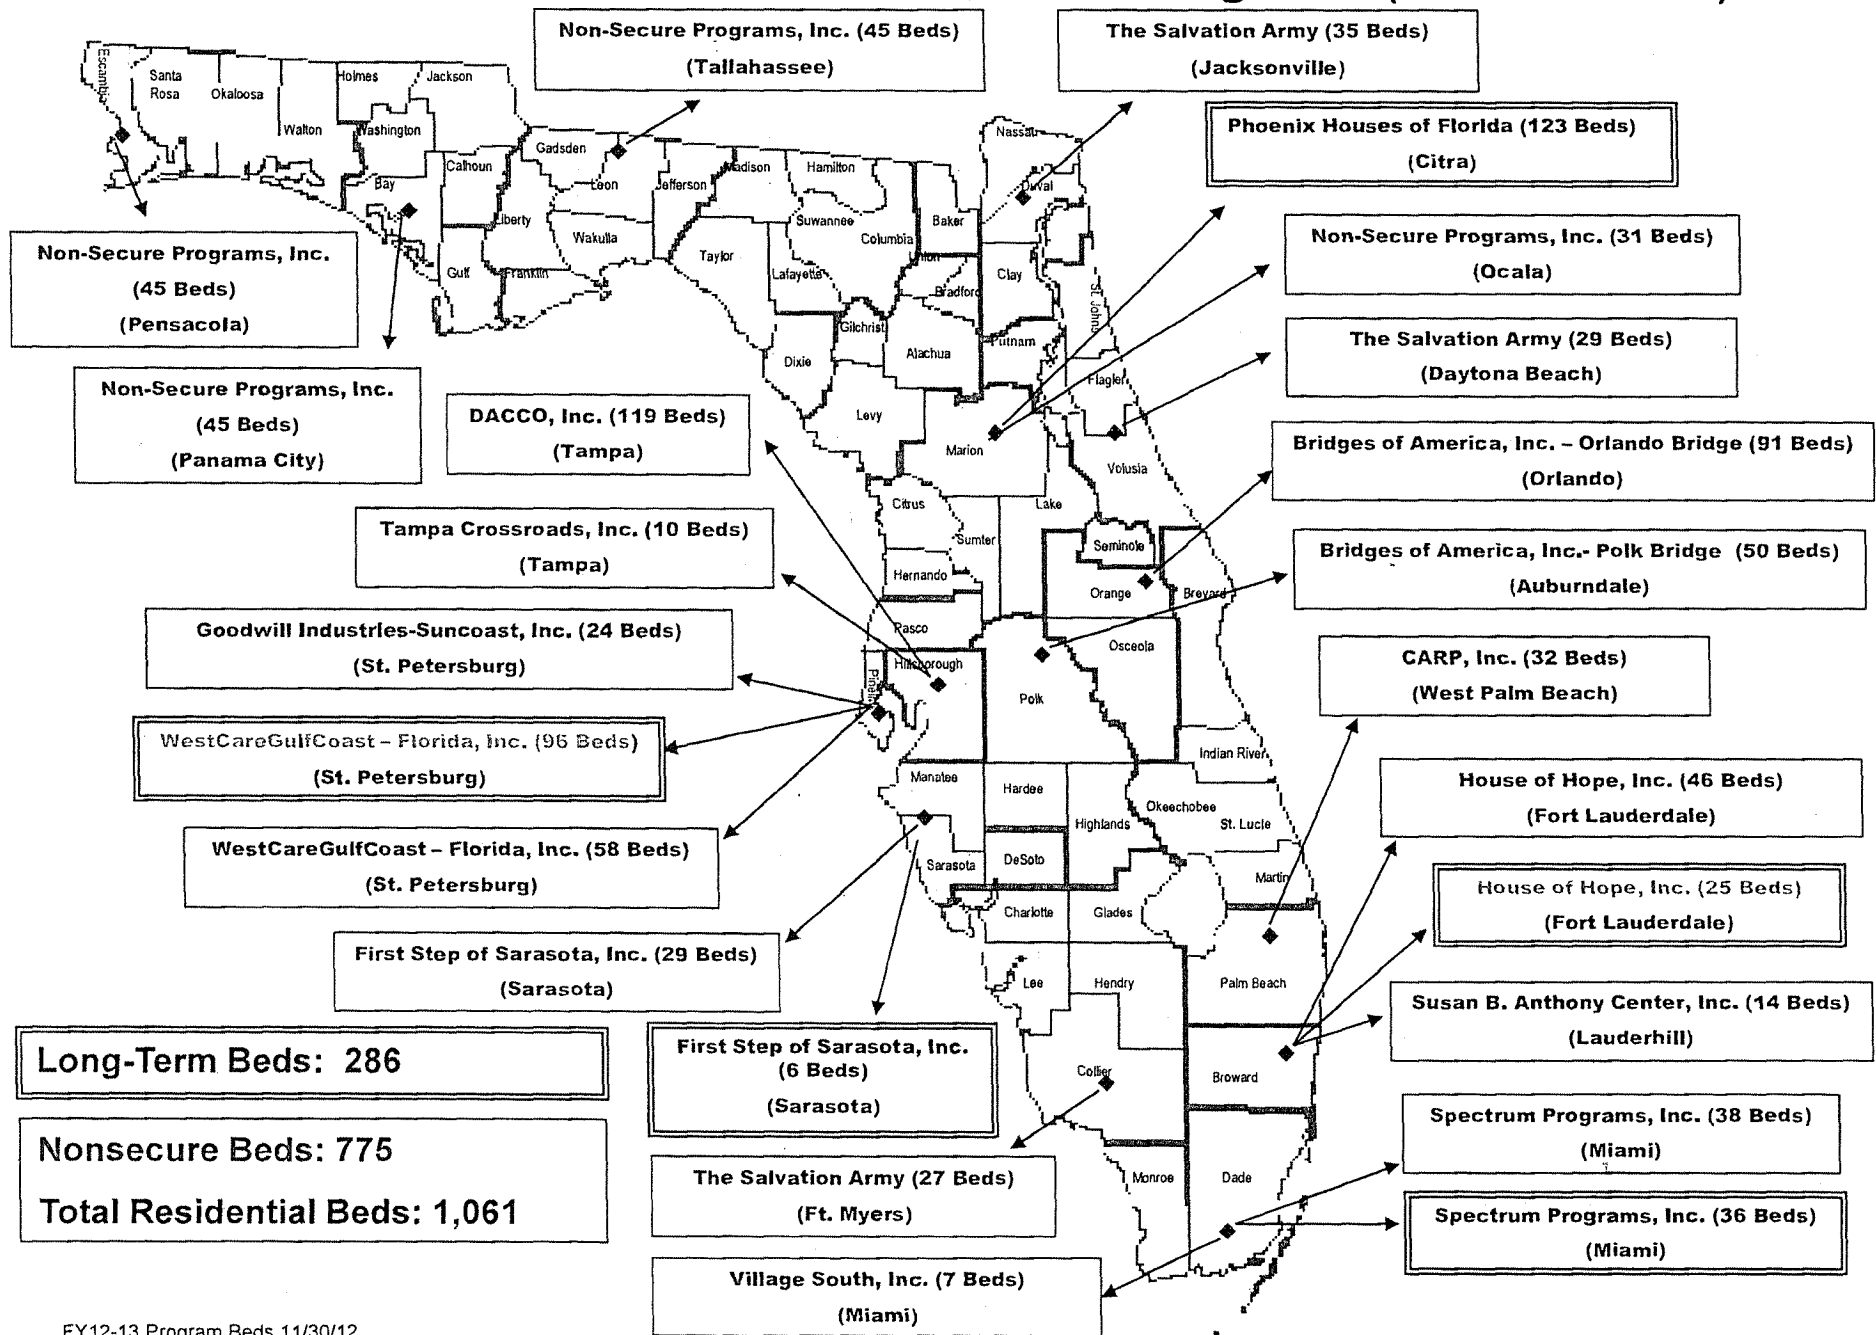 Non-Secure Programs, Inc. (45 Beds)
(Tallahassee)
The Salvation Army (35 Beds)
(Jacksonville)
Phoenix Houses of Florida (123 Beds)
(Citra)
Non-Secure Programs, Inc. (31 Beds)
(Ocala)
The Salvation Army (29 Beds)
(Daytona Beach)
Bridges of America, Inc. – Orlando Bridge (91 Beds)
(Orlando)
Bridges of America, Inc.- Polk Bridge (50 Beds)
(Auburndale)
CARP, Inc. (32 Beds)
(West Palm Beach)
House of Hope, Inc. (46 Beds)
(Fort Lauderdale)
House of Hope, Inc. (25 Beds)
(Fort Lauderdale)
Susan B. Anthony Center, Inc. (14 Beds)
(Lauderhill)
Spectrum Programs, Inc. (38 Beds)
(Miami)
Spectrum Programs, Inc. (36 Beds)
(Miami)
Non-Secure Programs, Inc.
(45 Beds)
(Pensacola)
Non-Secure Programs, Inc.
(45 Beds)
(Panama City)
DACCO, Inc. (119 Beds)
(Tampa)
Tampa Crossroads, Inc. (10 Beds)
(Tampa)
Goodwill Industries-Suncoast, Inc. (24 Beds)
(St. Petersburg)
WestCareGulfCoast – Florida, Inc. (96 Beds)
(St. Petersburg)
WestCareGulfCoast – Florida, Inc. (58 Beds)
(St. Petersburg)
First Step of Sarasota, Inc. (29 Beds)
(Sarasota)
First Step of Sarasota, Inc.
(6 Beds)
(Sarasota)
The Salvation Army (27 Beds)
(Ft. Myers)
Village South, Inc. (7 Beds)
(Miami)
Long-Term Beds: 286
Nonsecure Beds: 775
Total Residential Beds: 1,061
FY12-13 Program Beds 11/30/12
Escambia
Santa
Rosa
Okaloosa
Walton
Holmes
Jackson
Washington
Bay
Calhoun
Gulf
Liberty
Gadsden
Franklin
Leon
Wakulla
Jefferson
Madison
Taylor
Hamilton
Suwannee
Lafayette
Columbia
Dixie
Gilchrist
Baker
Bradford
Alachua
Nassau
Duval
Clay
St. Johns
Putnam
Flagler
Levy
Marion
Volusia
Citrus
Sumter
Lake
Hernando
Seminole
Orange
Brevard
Pasco
Hillsborough
Polk
Osceola
Indian River
Manatee
Hardee
Highlands
Okeechobee
St. Lucie
Sarasota
DeSoto
Martin
Charlotte
Glades
Lee
Hendry
Palm Beach
Collier
Broward
Monroe
Dade